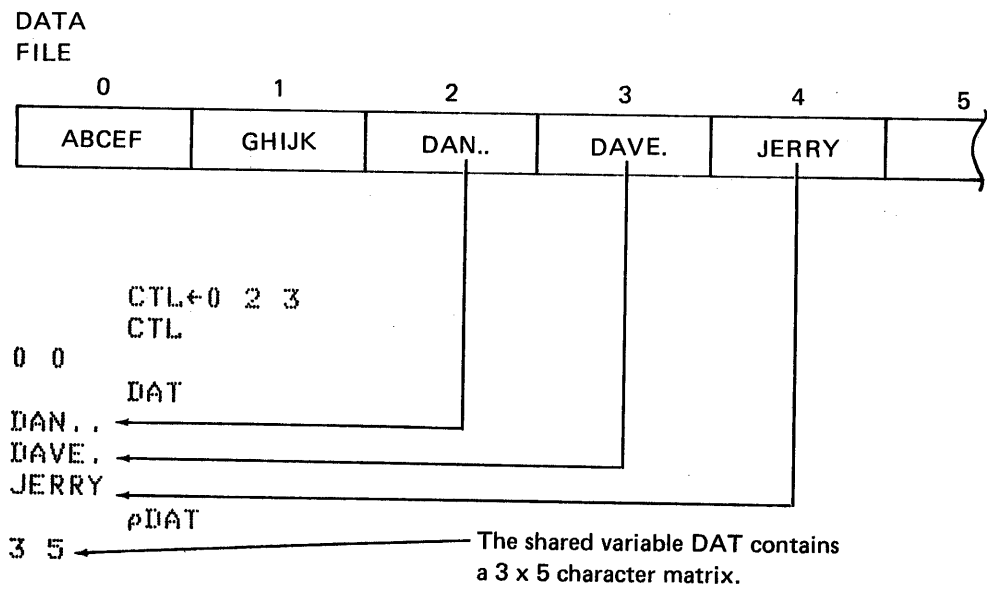 DATA
FILE
0 1 2 3 4 5
ABCEF GHIJK DAN.. DAVE. JERRY
CTL←0 2 3
CTL
0 0
DAT
DAN..
DAVE.
JERRY
⍴DAT
3 5
The shared variable DAT contains
a 3 x 5 character matrix.